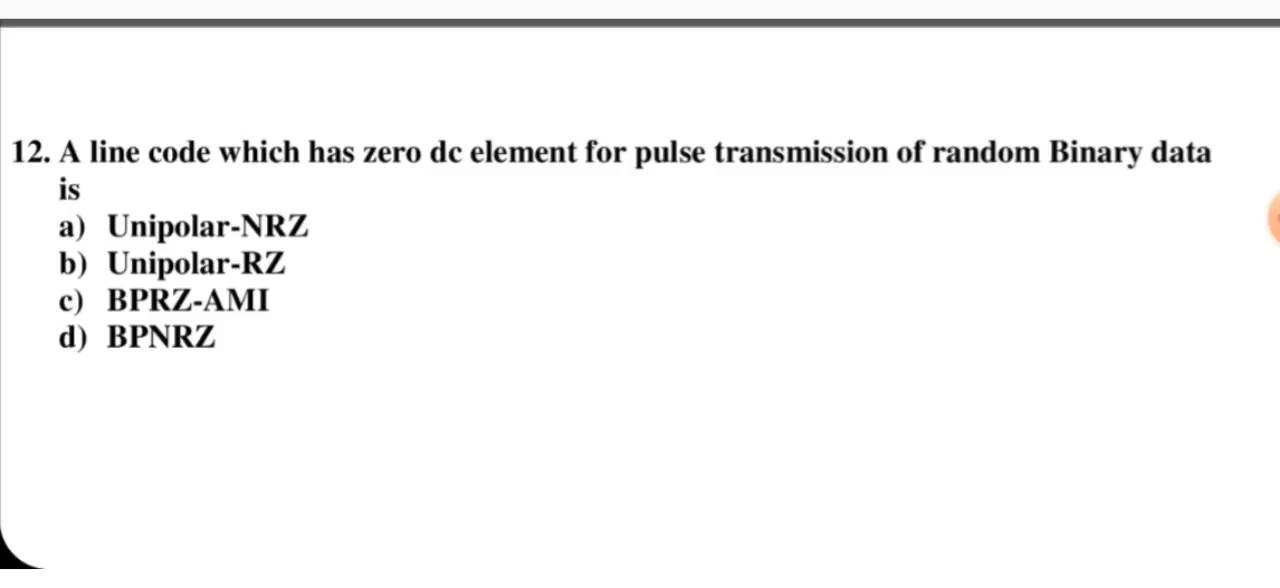 12. A line code which has zero dc element for pulse transmission of random Binary data
is
a) Unipolar-NRZ
b) Unipolar-RZ
c) BPRZ-AMI
d) BPNRZ